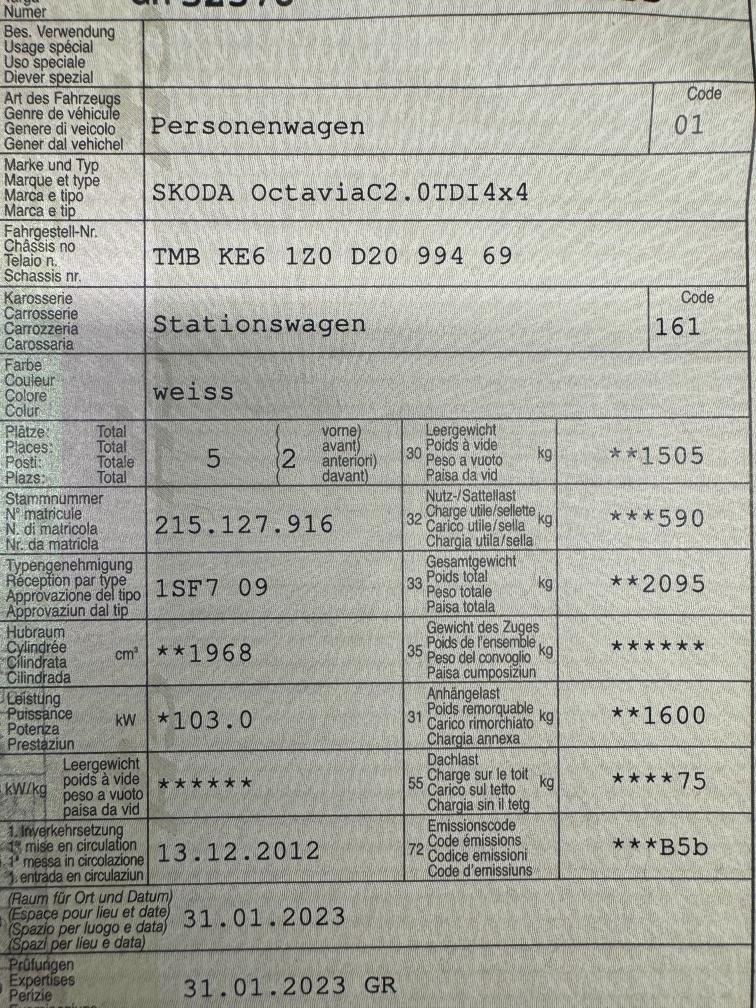 Numer
Bes. Verwendung
Usage spécial
Uso speciale
Diever spezial
Art des Fahrzeugs
Genre de véhicule
Genere di veicolo
Gener dal vehichel
Personenwagen
Code
01
Marke und Typ
Marque et type
Marca e tipo
Marca e tip
SKODA OctaviaC2.0TDI4x4
Fahrgestell-Nr.
Châssis no
Telaio n.
Schassis nr.
TMB KE6 1Z0 D20 994 69
Karosserie
Carrosserie
Carrozzeria
Carossaria
Stationswagen
Code
161
Farbe
Couleur
Colore
Colur
weiss
Plätze: Total
Places: Total
Posti: Totale
Plazs: Total
5
(2
vorne)
avant)
anteriori)
davant)
30
Leergewicht
Poids à vide
Peso a vuoto
Paisa da vid
kg
**1505
Stammnummer
N° matricule
N. di matricola
Nr. da matricla
215.127.916
32
Nutz-/Sattellast
Charge utile/sellette
Carico utile/sella
Chargia utila/sella
kg
***590
Typengenehmigung
Réception par type
Approvazione del tipo
Approvaziun dal tip
1SF7 09
33
Gesamtgewicht
Poids total
Peso totale
Paisa totala
kg
**2095
Hubraum
Cylindrée
Cilindrata
Cilindrada
cm³
**1968
35
Gewicht des Zuges
Poids de l'ensemble
Peso del convoglio
Paisa cumposiziun
kg
******
Leistung
Puissance
Potenza
Prestaziun
kW
*103.0
31
Anhängelast
Poids remorquable
Carico rimorchiato
Chargia annexa
kg
**1600
kW/kg
Leergewicht
poids à vide
peso a vuoto
paisa da vid
******
55
Dachlast
Charge sur le toit
Carico sul tetto
Chargia sin il tetg
kg
****75
1. Inverkehrsetzung
1re mise en circulation
1a messa in circolazione
1. entrada en circulaziun
13.12.2012
72
Emissionscode
Code émissions
Codice emissioni
Code d'emissiuns
***B5b
(Raum für Ort und Datum)
(Espace pour lieu et date)
(Spazio per luogo e data)
(Spazi per lieu e data)
31.01.2023
Prüfungen
Expertises
Perizie
31.01.2023 GR